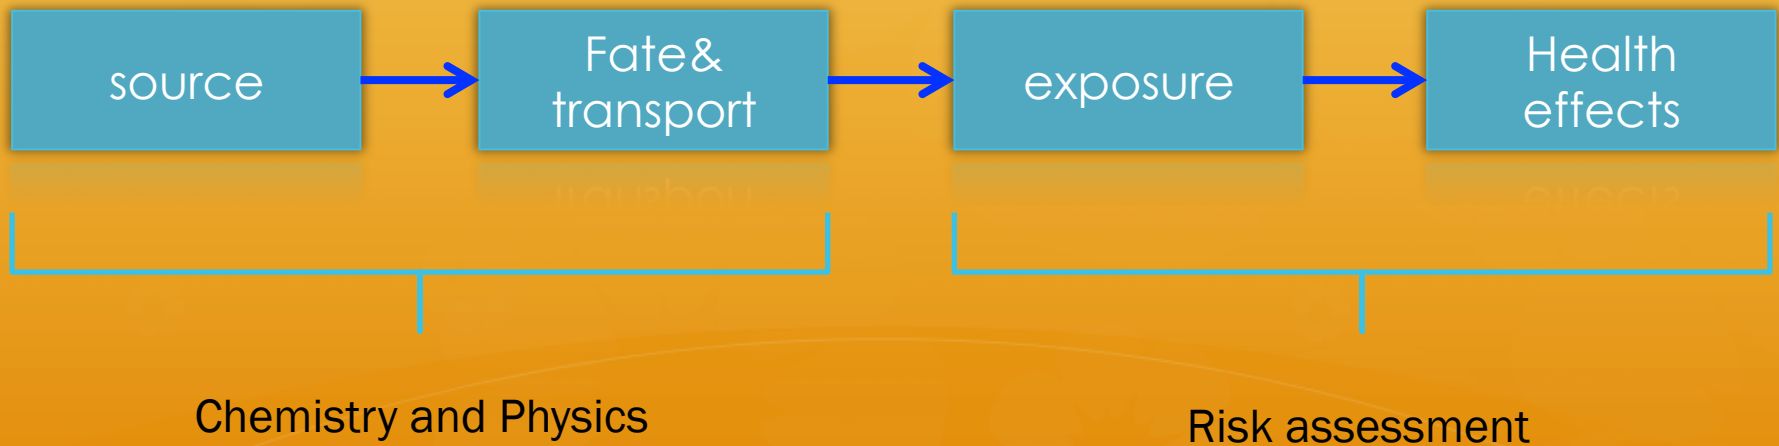 source
Fate&
transport
exposure
Health
effects
Chemistry and Physics
Risk assessment